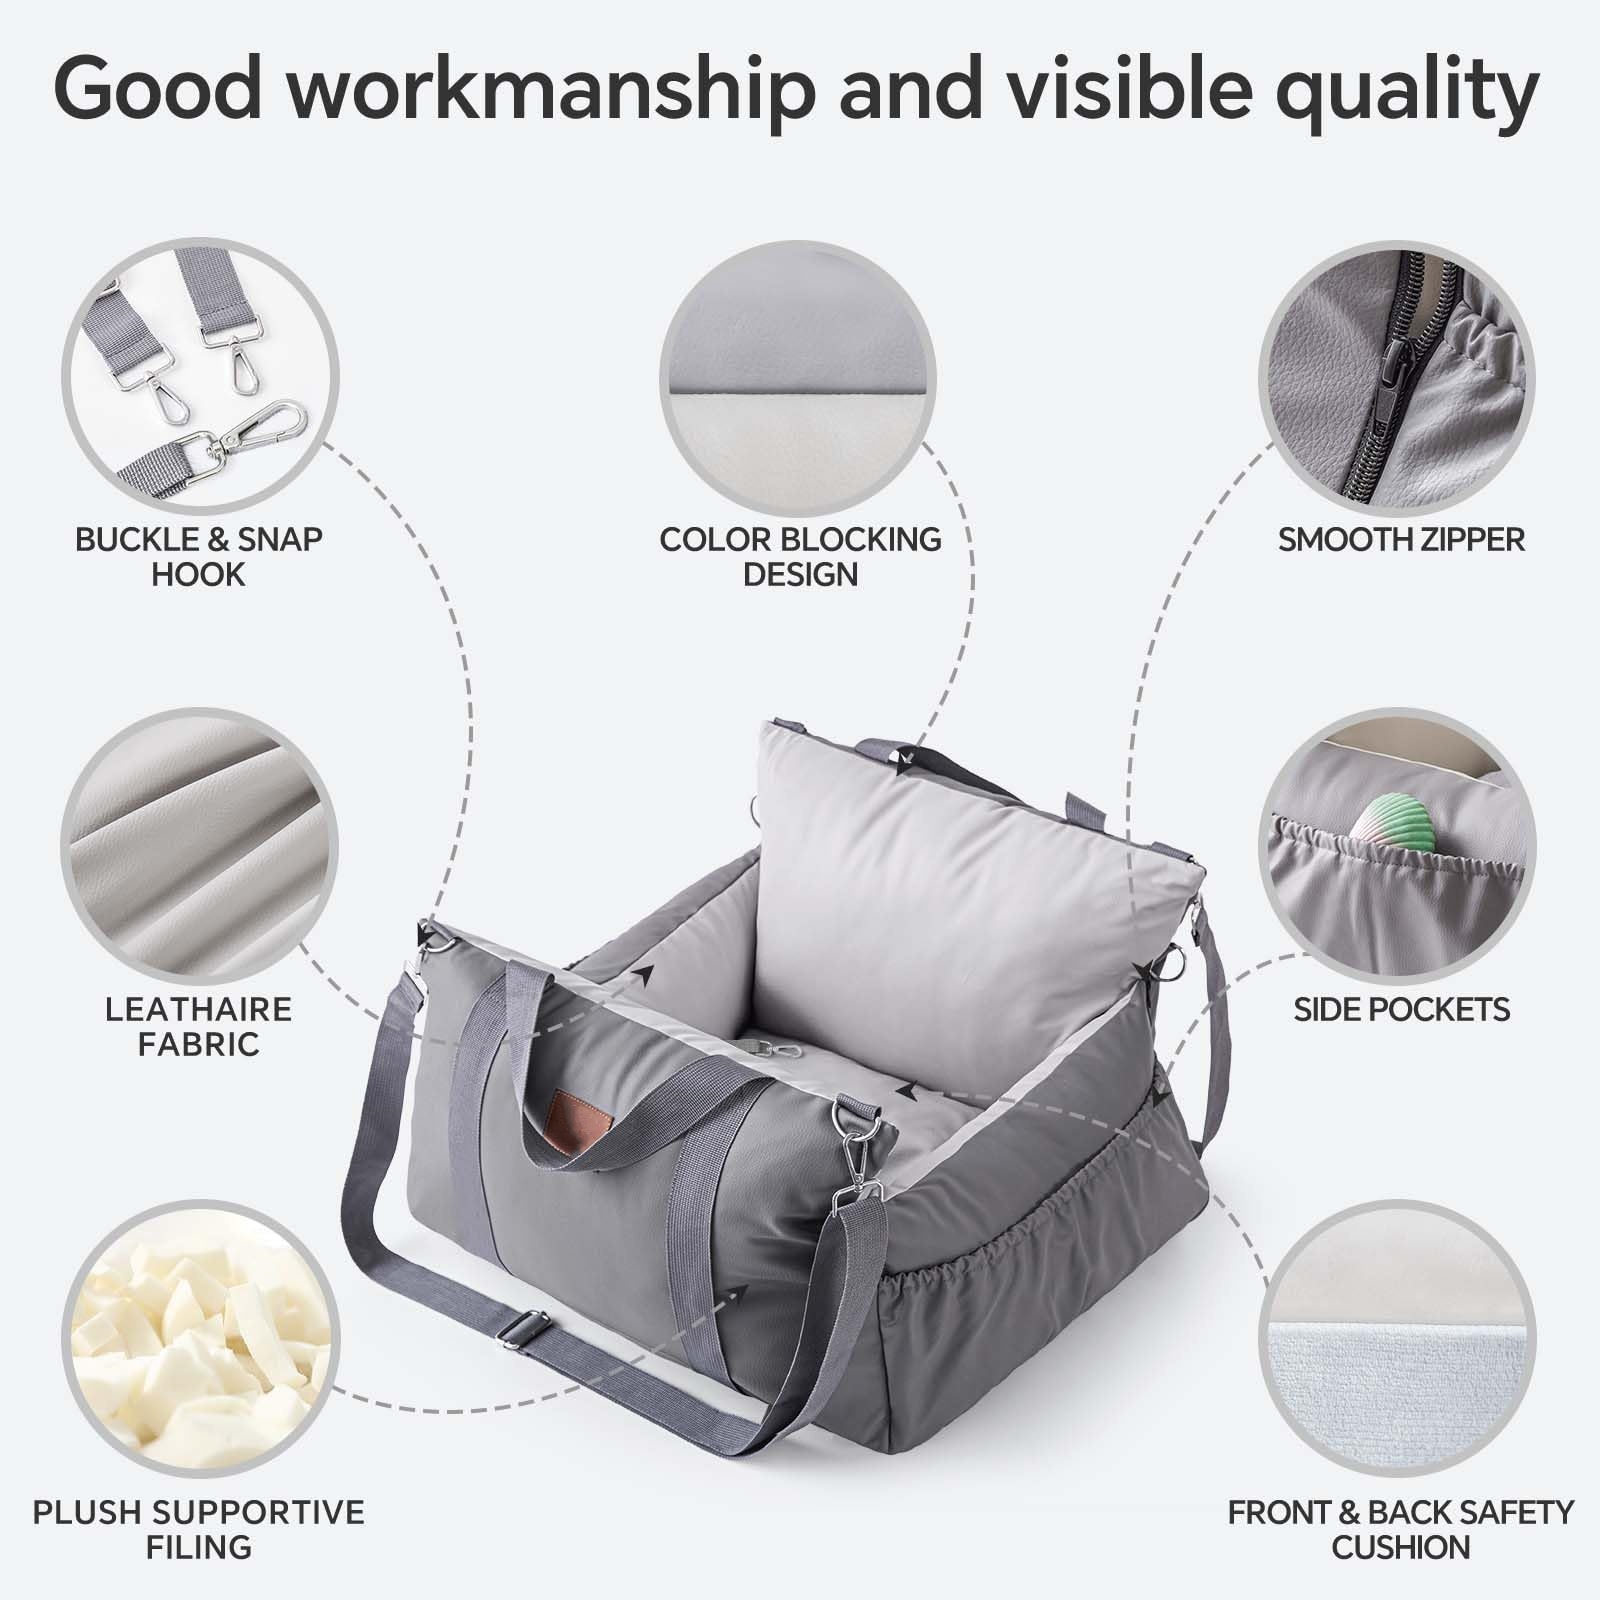 Good workmanship and visible quality
BUCKLE & SNAP
HOOK
COLOR BLOCKING
DESIGN
SMOOTH ZIPPER
LEATHAIRE
FABRIC
SIDE POCKETS
PLUSH SUPPORTIVE
FILING
FRONT & BACK SAFETY
CUSHION